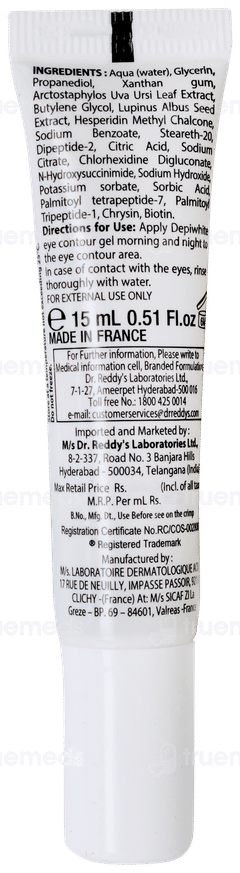 INGREDIENTS : Aqua (water), Glycerin,
Propanediol, Xanthan gum,
Arctostaphylos Uva Ursi Leaf Extract,
Butylene Glycol, Lupinus Albus Seed
Extract, Hesperidin Methyl Chalcone,
Sodium Benzoate, Steareth-20,
Dipeptide-2, Citric Acid, Sodium
Citrate, Chlorhexidine Digluconate,
N-Hydroxysuccinimide, Sodium Hydroxide,
Potassium sorbate, Sorbic Acid,
Palmitoyl tetrapeptide-7, Palmitoyl
Tripeptide-1, Chrysin, Biotin.
Directions for Use: Apply Depiwhite
eye contour gel morning and night to
the eye contour area.
In case of contact with the eyes, rinse
thoroughly with water.
FOR EXTERNAL USE ONLY
Do not freeze.
e 15 mL 0.51 Fl.oz
MADE IN FRANCE
For Further information, Please write to
Medical information cell, Branded Formulations
Dr. Reddy's Laboratories Ltd.,
7-1-27, Ameerpet Hyderabad-500 016
Toll free No.: 1800 425 0014
e-mail: customerservices@drreddys.com
Imported and Marketed by :
M/s Dr. Reddy's Laboratories Ltd.,
8-2-337, Road No. 3 Banjara Hills
Hyderabad - 500034, Telangana (India)
Max Retail Price Rs. (incl. of all
M.R.P. Per mL Rs.
B.No., Mfg. Dt., Use Before see on the crimp
Registration Certificate No.RC/COS-
® Registered Trademark
Manufactured by :
M/s. LABORATOIRE DERMATOLOGIQUE
17 RUE DE NEUILLY, IMPASSE PASSOIR,
CLICHY -(France) At: M/s SICAF ZI La
Greze – BP. 69 – 84601, Valreas -France